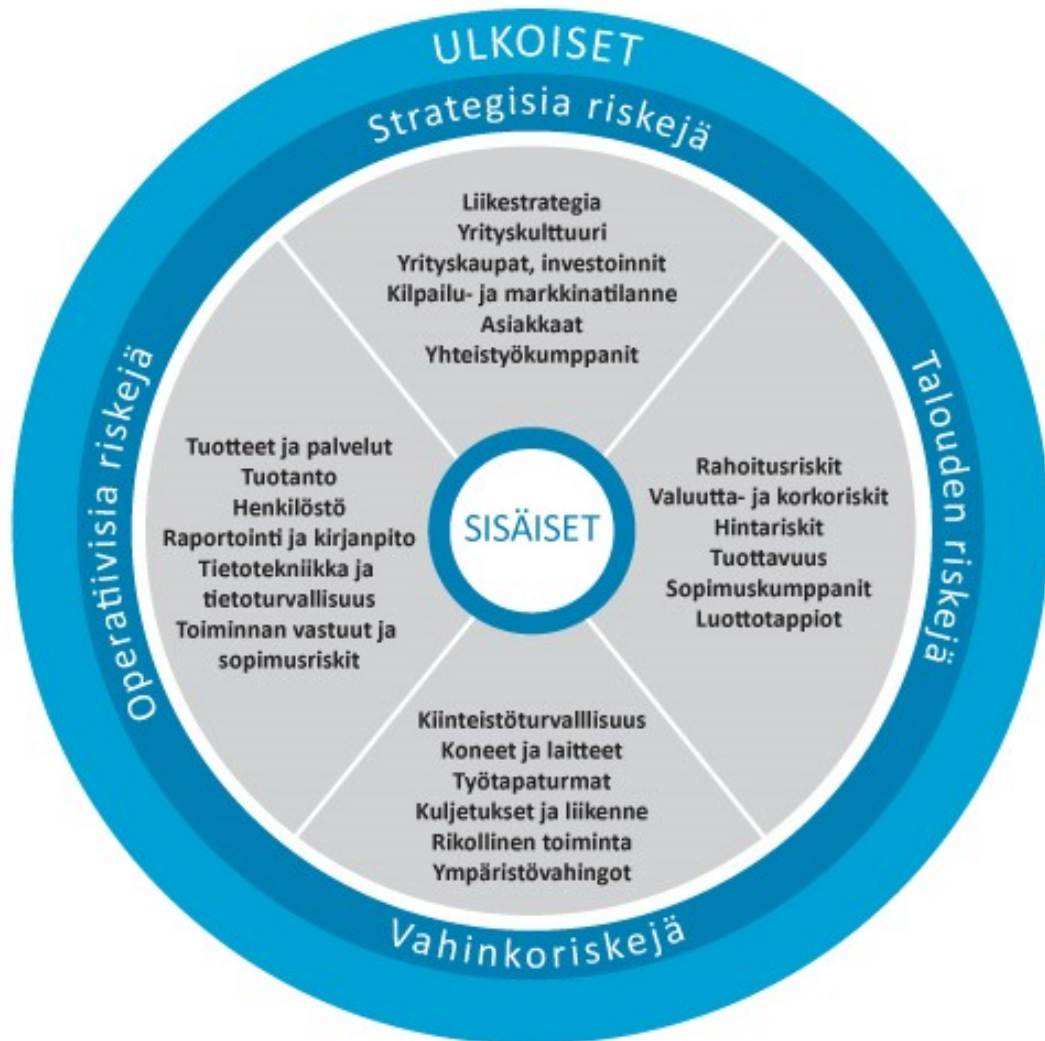 ULKOISET
Strategisia riskejä
Liikestrategia
Yrityskulttuuri
Yrityskaupat, investoinnit
Kilpailu- ja markkinatilanne
Asiakkaat
Yhteistyökumppanit
Operatiivisia riskejä
Tuotteet ja palvelut
Tuotanto
Henkilöstö
Raportointi ja kirjanpito
Tietotekniikka ja
tietoturvallisuus
Toiminnan vastuut ja
sopimusriskit
SISÄISET
Talouden riskejä
Rahoitusriskit
Valuutta- ja korkoriskit
Hintariskit
Tuottavuus
Sopimuskumppanit
Luottotappiot
Kiinteistöturvalllisuus
Koneet ja laitteet
Työtapaturmat
Kuljetukset ja liikenne
Rikollinen toiminta
Ympäristövahingot
Vahinkoriskejä